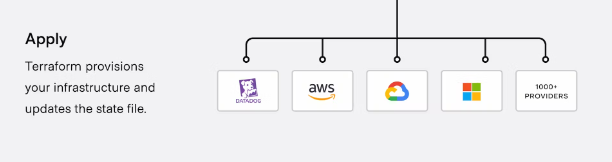 Apply
Terraform provisions
your infrastructure and
updates the state file.
DATADOG
aws
1000+
PROVIDERS